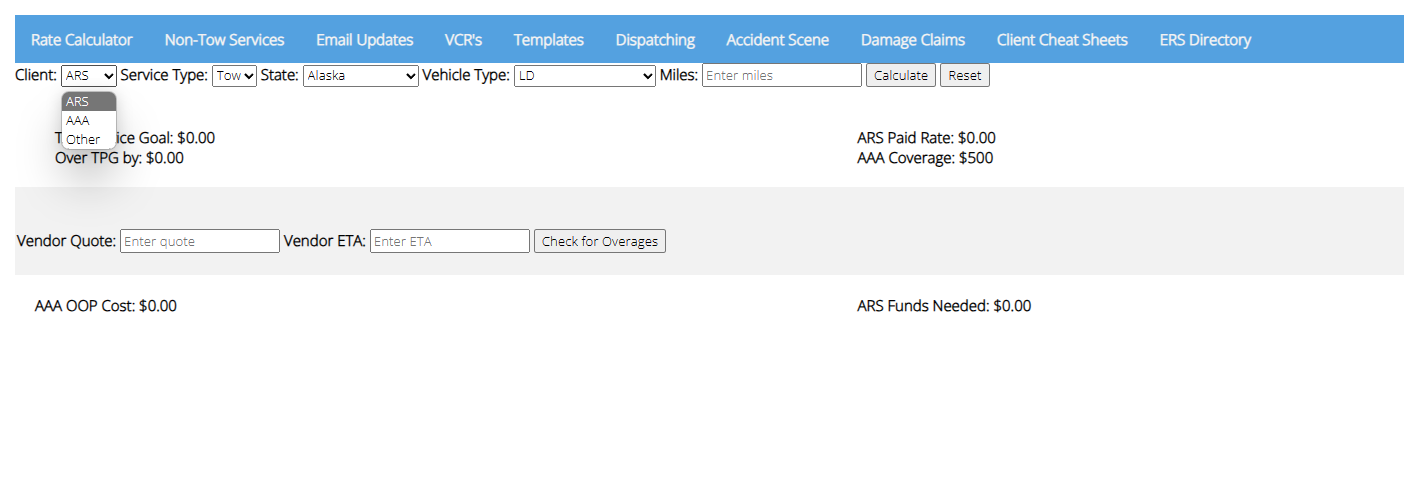 Rate Calculator Non-Tow Services Email Updates VCR's Templates Dispatching Accident Scene Damage Claims Client Cheat Sheets ERS Directory
Client: ARS Service Type: Tow State: Alaska Vehicle Type: LD Miles: Enter miles Calculate Reset
ARS
AAA
Other
Goal: $0.00 ARS Paid Rate: $0.00
Over TPG by: $0.00 AAA Coverage: $500
Vendor Quote: Enter quote Vendor ETA: Enter ETA Check for Overages
AAA OOP Cost: $0.00 ARS Funds Needed: $0.00